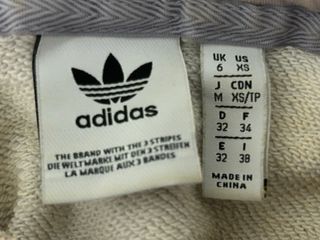 adidas
THE BRAND WITH THE 3 STRIPES
DIE WELTMARKE MIT DEN 3 STREIFEN
LA MARQUE AUX 3 BANDES
UK US
6 XS
J CDN
M XS/TP
D F
32 34
E I
32 38
MADE IN
CHINA